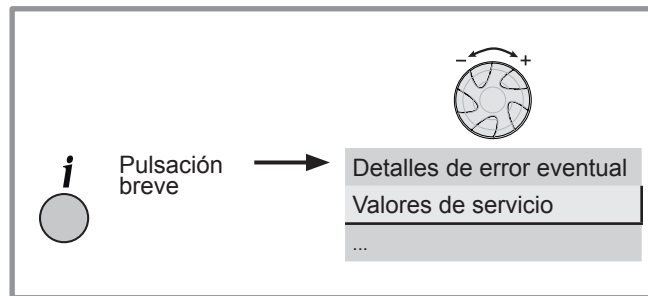 - +
i
Pulsación
breve
Detalles de error eventual
Valores de servicio
...